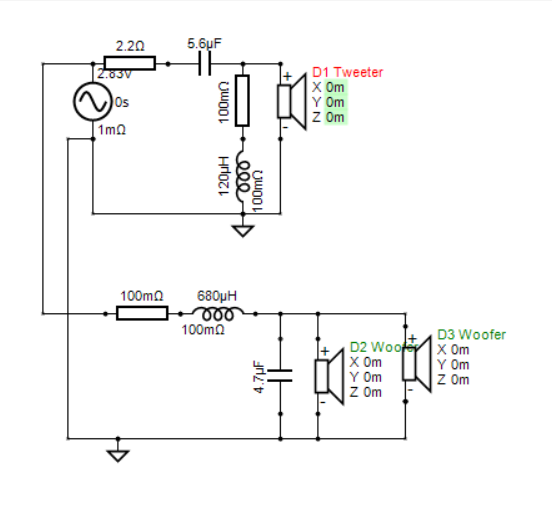 2.2Ω
5.6µF
2.83V
0s
1mΩ
100mΩ
120µH
100mΩ
+
-
D1 Tweeter
X 0m
Y 0m
Z 0m
100mΩ
680µH
100mΩ
4.7µF
+
-
D2 Woofer
X 0m
Y 0m
Z 0m
+
-
D3 Woofer
X 0m
Y 0m
Z 0m